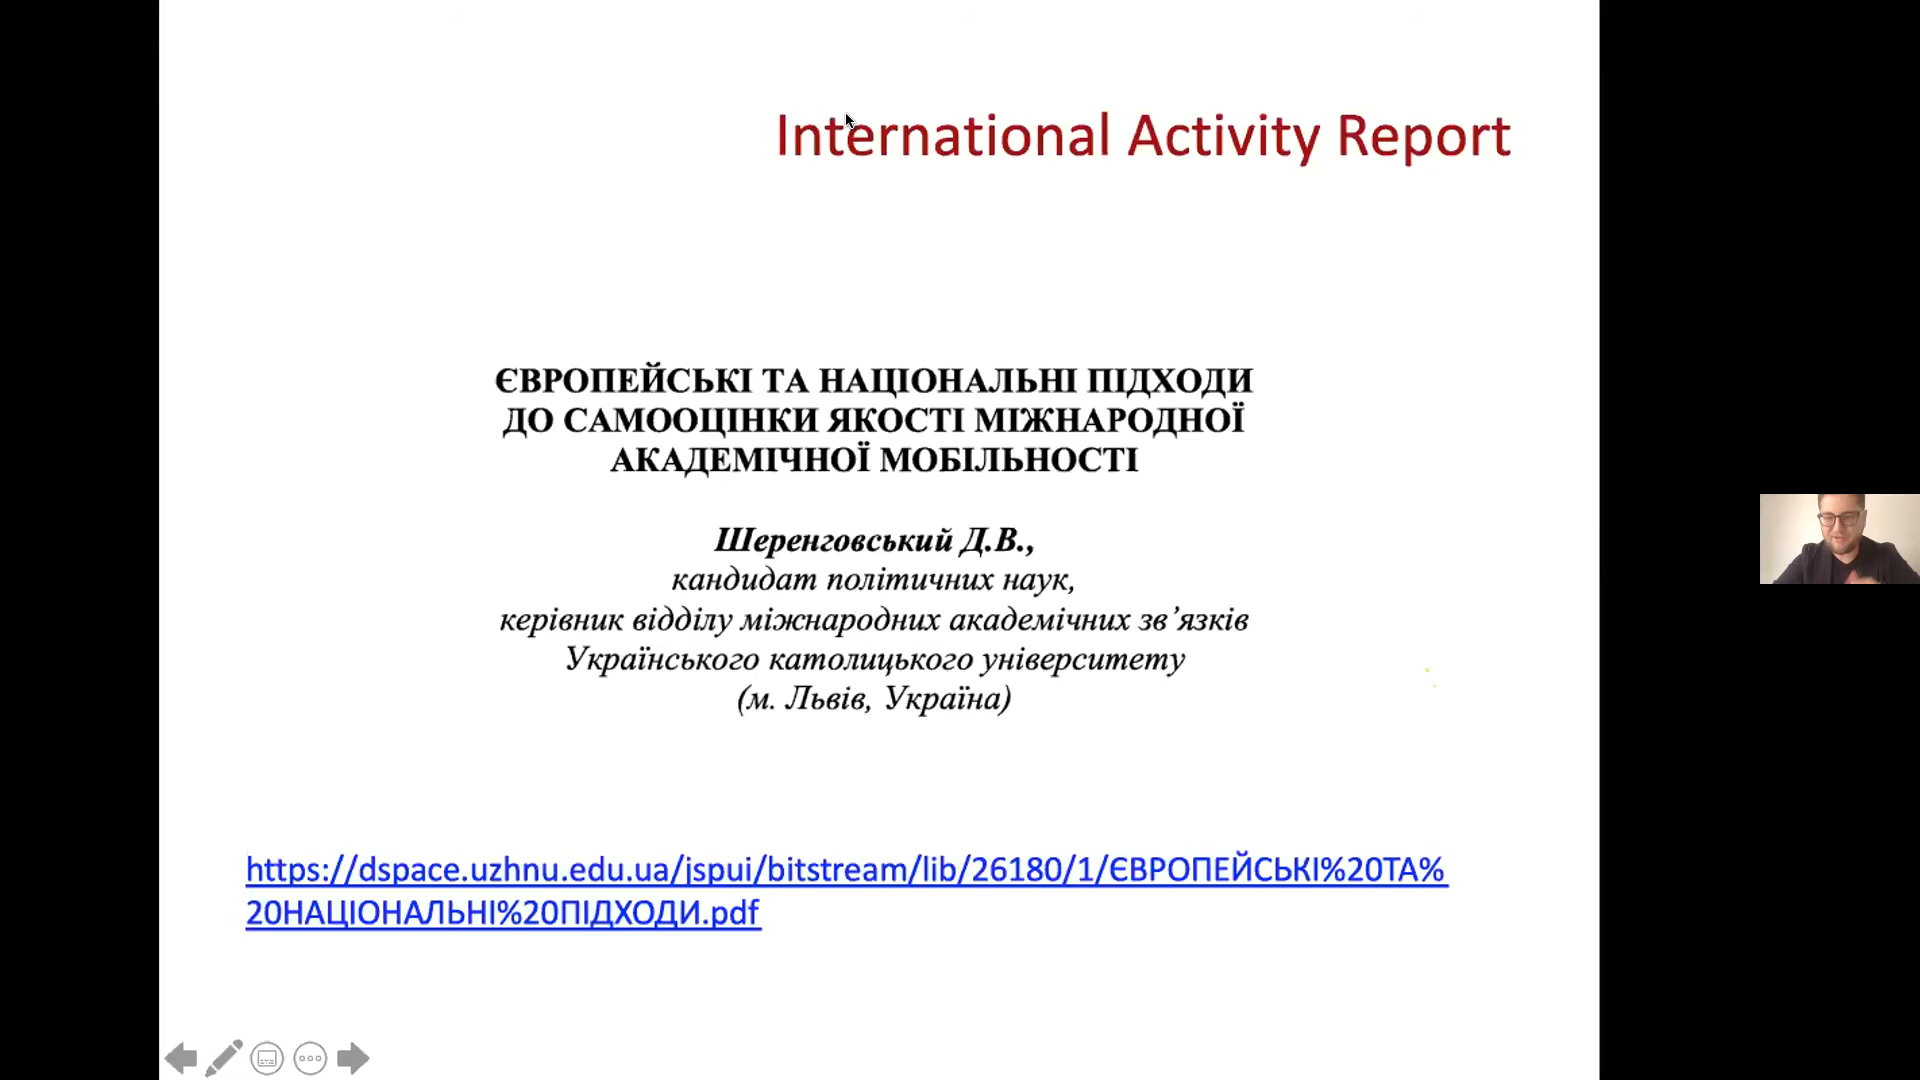 International Activity Report
ЄВРОПЕЙСЬКІ ТА НАЦІОНАЛЬНІ ПІДХОДИ
ДО САМООЦІНКИ ЯКОСТІ МІЖНАРОДНОЇ
АКАДЕМІЧНОЇ МОБІЛЬНОСТІ
Шеренговський Д.В.,
кандидат політичних наук,
керівник відділу міжнародних академічних зв’язків
Українського католицького університету
(м. Львів, Україна)
https://dspace.uzhnu.edu.ua/jspui/bitstream/lib/26180/1/ЄВРОПЕЙСЬКІ%20ТА%
20НАЦІОНАЛЬНІ%20ПІДХОДИ.pdf